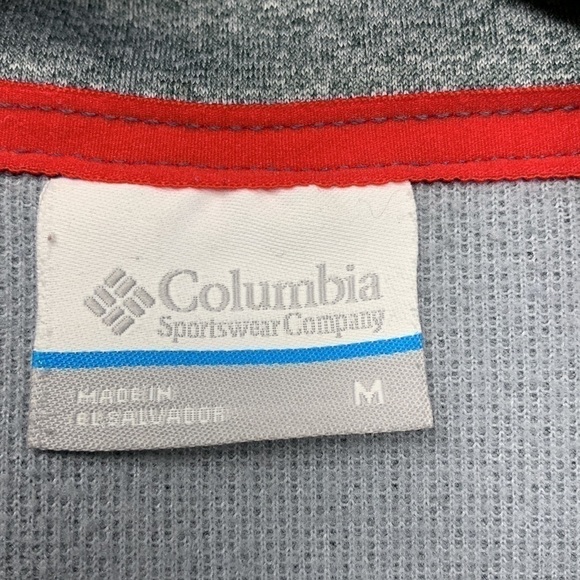 Columbia
Sportswear Company
MADE IN
EL SALVADOR
M